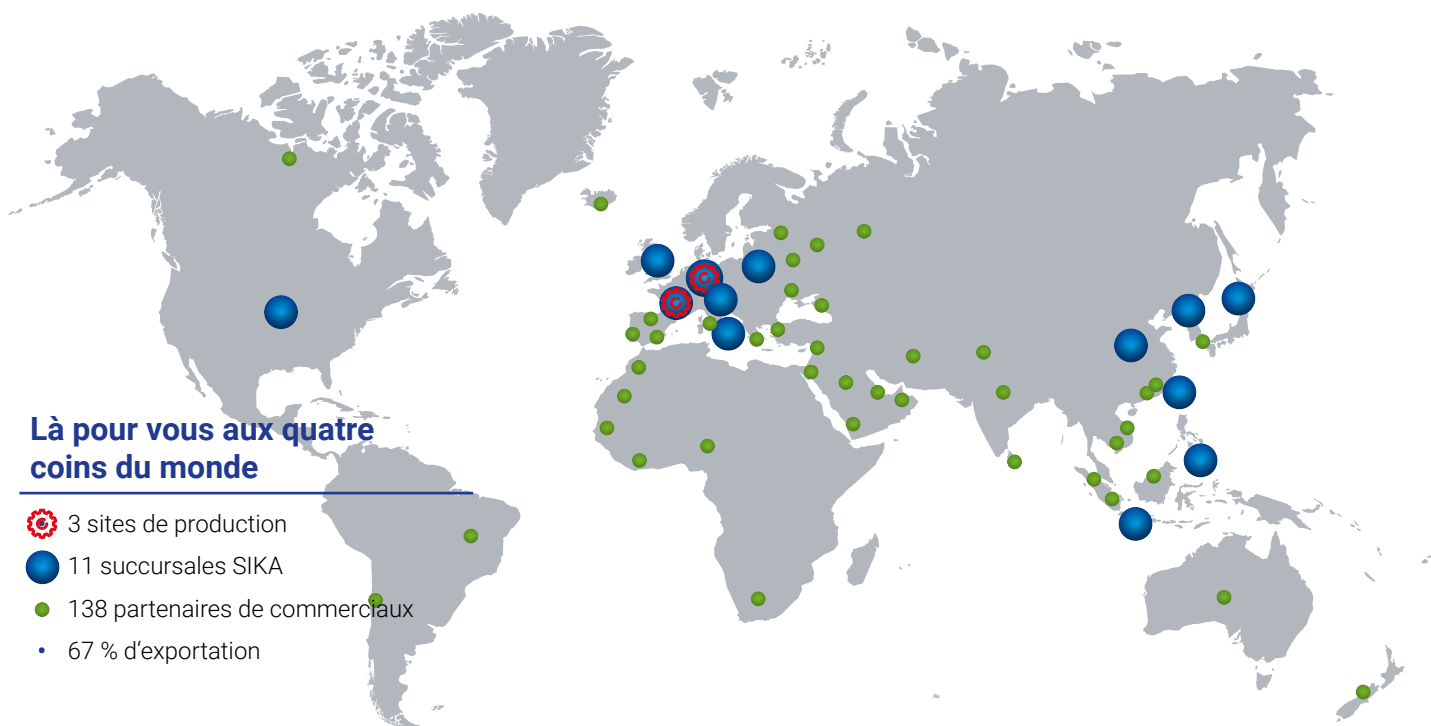 Là pour vous aux quatre
coins du monde
3 sites de production
11 succursales SIKA
138 partenaires de commerciaux
67 % d‘exportation